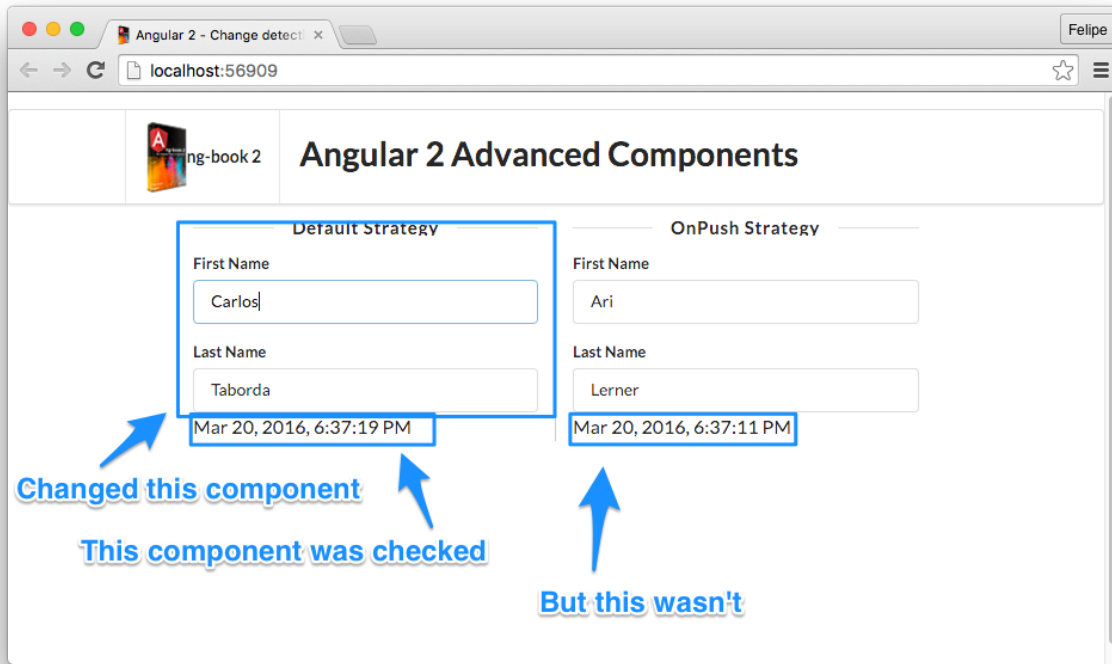 Angular 2 - Change detect
Felipe
localhost:56909
ng-book 2
Angular 2 Advanced Components
Default Strategy
OnPush Strategy
First Name
First Name
Carlos
Ari
Last Name
Last Name
Taborda
Lerner
Mar 20, 2016, 6:37:19 PM
Mar 20, 2016, 6:37:11 PM
Changed this component
This component was checked
But this wasn't